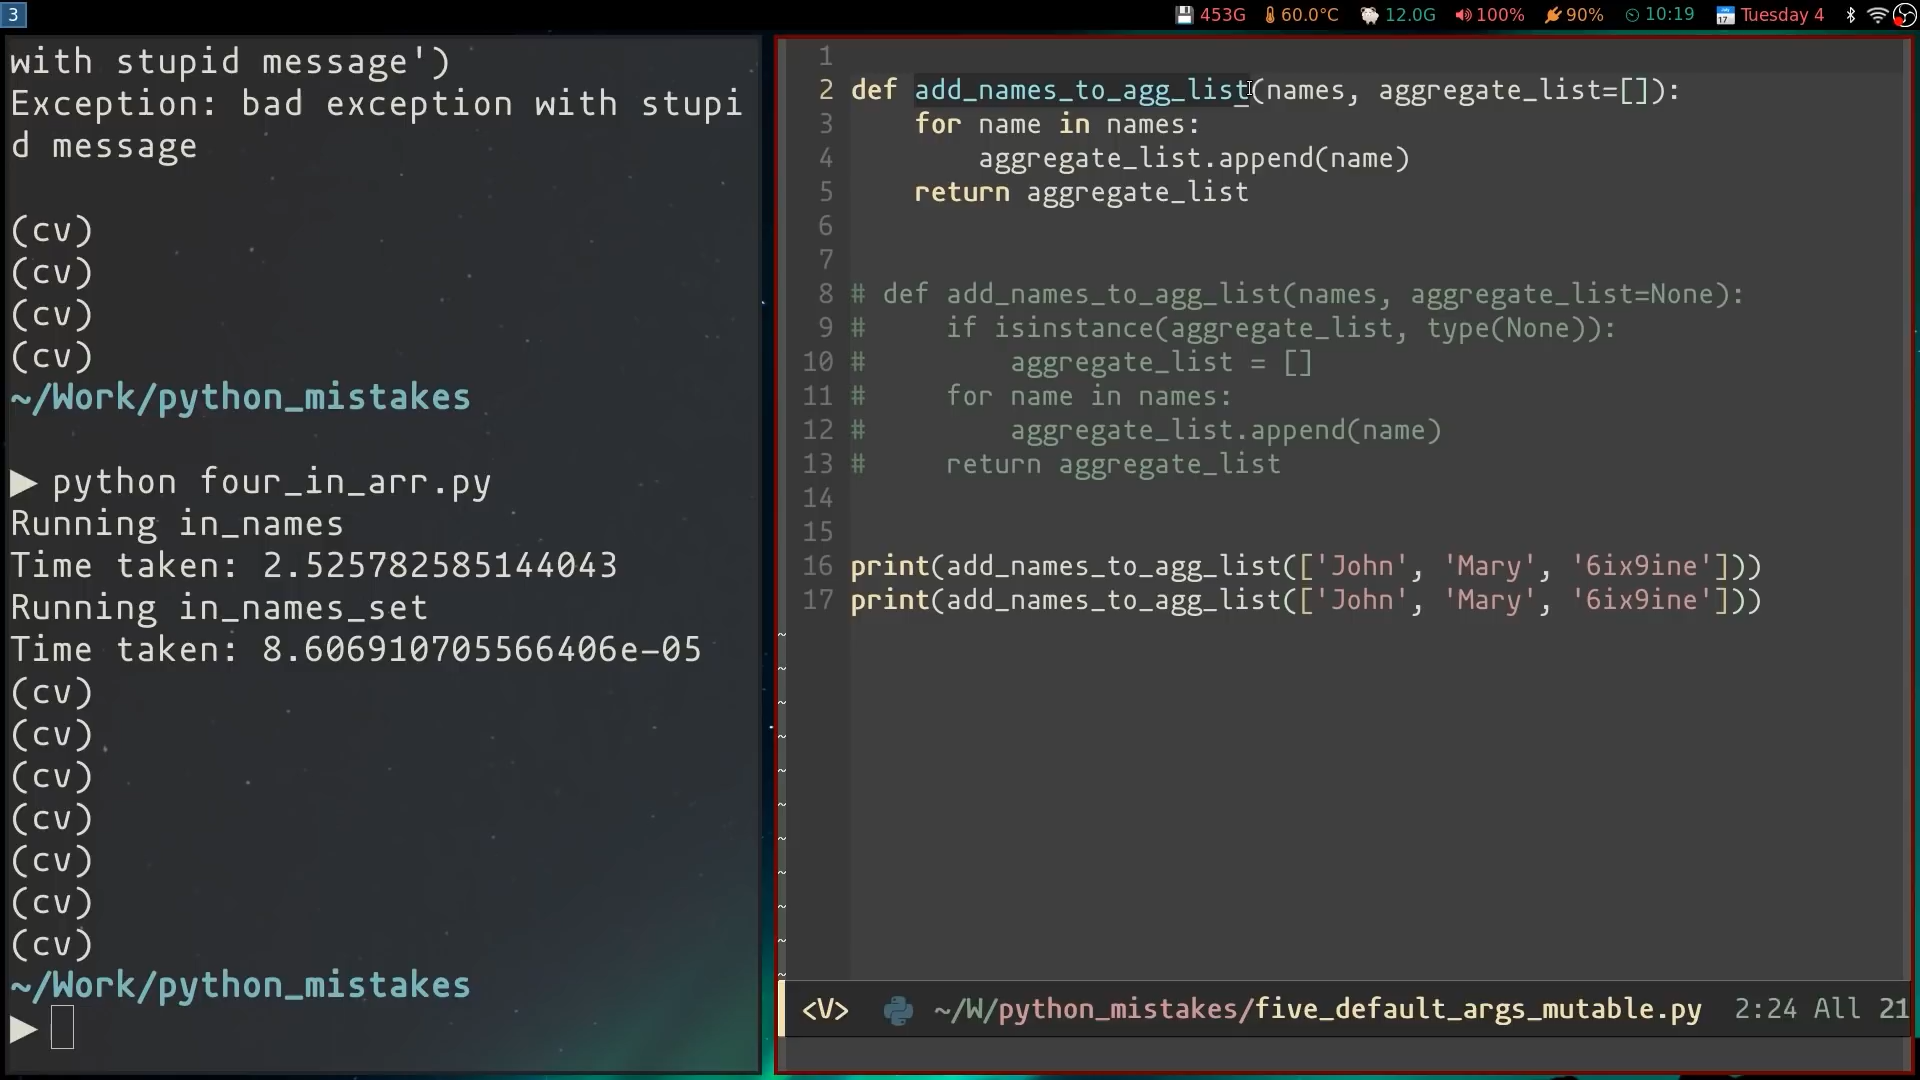 3
453G 60.0°C 12.0G 100% 90% 10:19 17 Tuesday 4
with stupid message')
Exception: bad exception with stupi
d message
(cv)
(cv)
(cv)
(cv)
~/Work/python_mistakes
▶ python four_in_arr.py
Running in_names
Time taken: 2.525782585144043
Running in_names_set
Time taken: 8.606910705566406e-05
(cv)
(cv)
(cv)
(cv)
(cv)
(cv)
(cv)
~/Work/python_mistakes
▶
1
2 def add_names_to_agg_list(names, aggregate_list=[]):
3     for name in names:
4         aggregate_list.append(name)
5     return aggregate_list
6
7
8 # def add_names_to_agg_list(names, aggregate_list=None):
9 #     if isinstance(aggregate_list, type(None)):
10 #         aggregate_list = []
11 #     for name in names:
12 #         aggregate_list.append(name)
13 #     return aggregate_list
14
15
16 print(add_names_to_agg_list(['John', 'Mary', '6ix9ine']))
17 print(add_names_to_agg_list(['John', 'Mary', '6ix9ine']))
~
~
~
~
~
~
~
~
~
~
~
<V> ~/W/python_mistakes/five_default_args_mutable.py 2:24 All 21